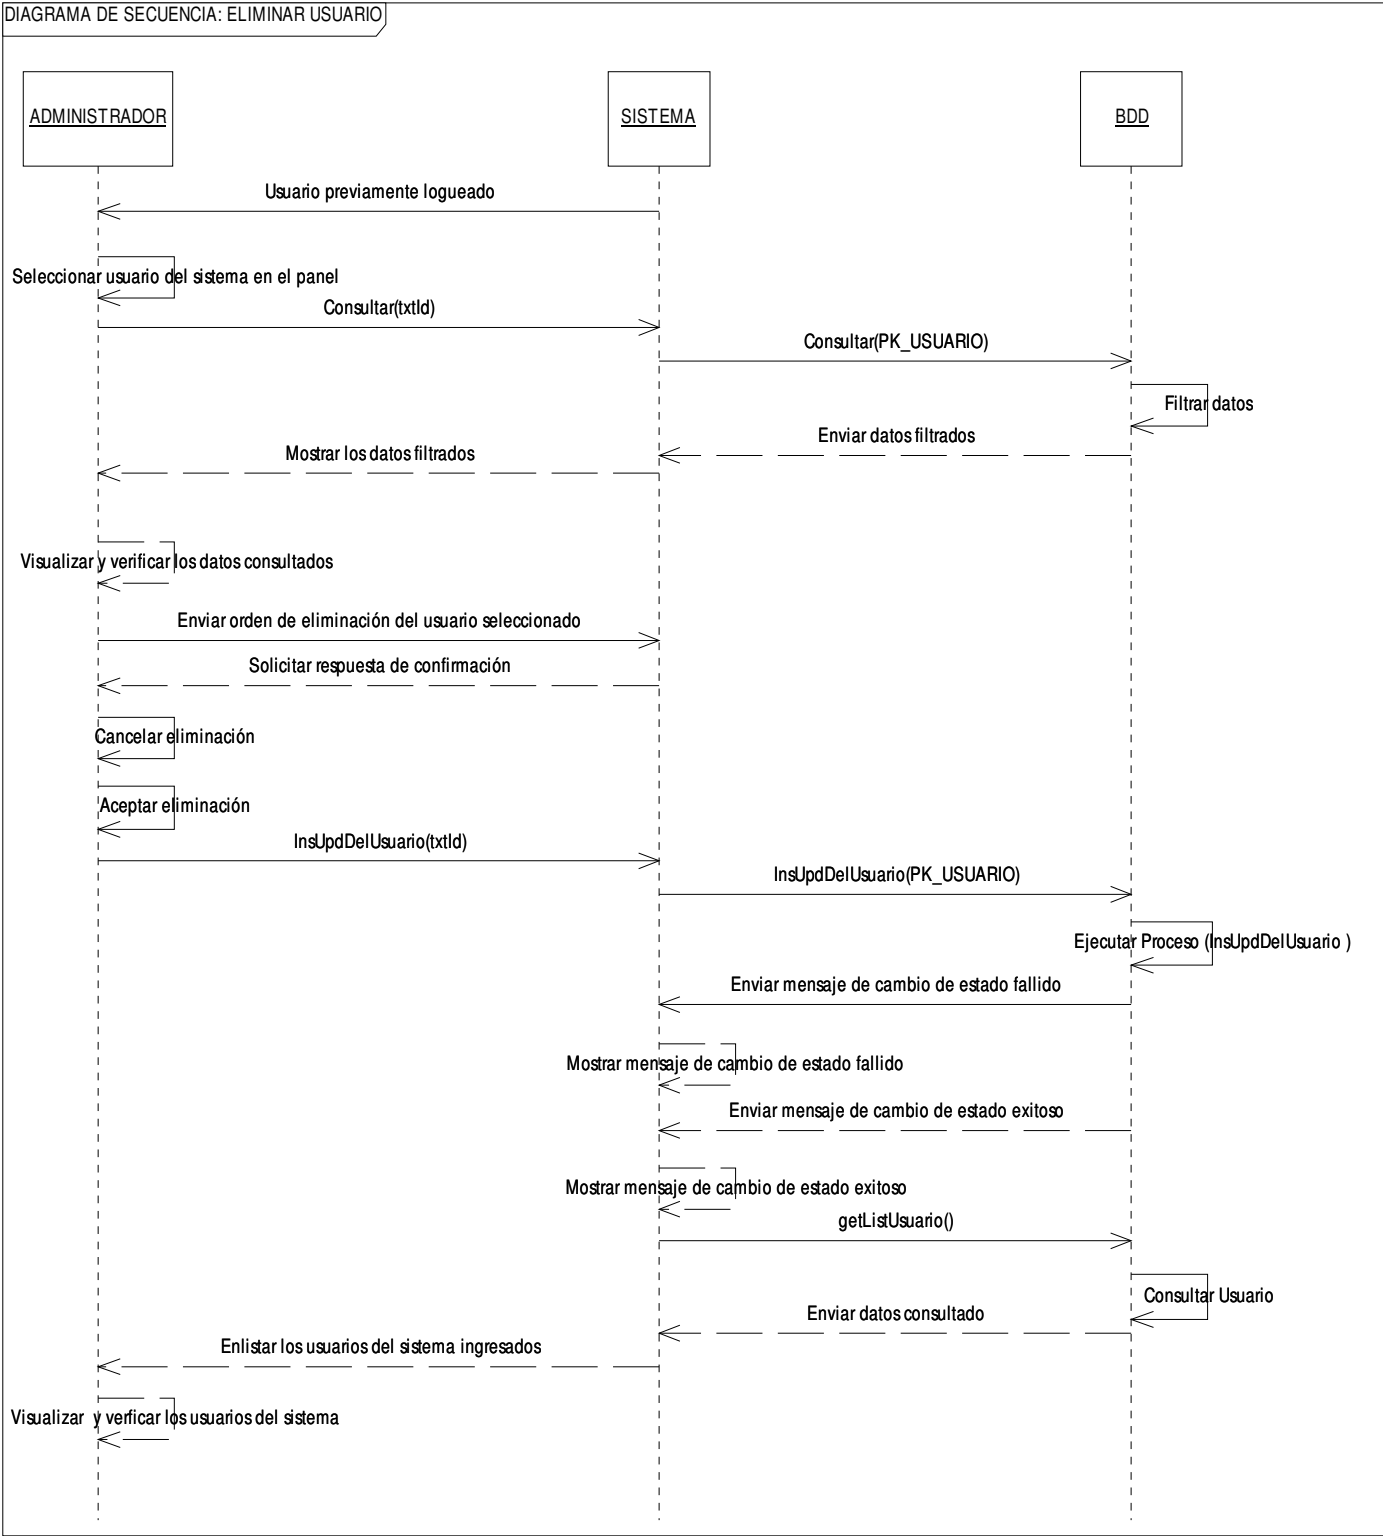 DIAGRAMA DE SECUENCIA: ELIMINAR USUARIO
ADMINISTRADOR
SISTEMA
BDD
Usuario previamente logueado
Seleccionar usuario del sistema en el panel
Consultar(txtId)
Consultar(PK_USUARIO)
Filtrar datos
Enviar datos filtrados
Mostrar los datos filtrados
Visualizar y verificar los datos consultados
Enviar orden de eliminación del usuario seleccionado
Solicitar respuesta de confirmación
Cancelar eliminación
Aceptar eliminación
InsUpdDelUsuario(txtId)
InsUpdDelUsuario(PK_USUARIO)
Ejecutar Proceso (InsUpdDelUsuario )
Enviar mensaje de cambio de estado fallido
Mostrar mensaje de cambio de estado fallido
Enviar mensaje de cambio de estado exitoso
Mostrar mensaje de cambio de estado exitoso
getListUsuario()
Consultar Usuario
Enviar datos consultado
Enlistar los usuarios del sistema ingresados
Visualizar y verficar los usuarios del sistema